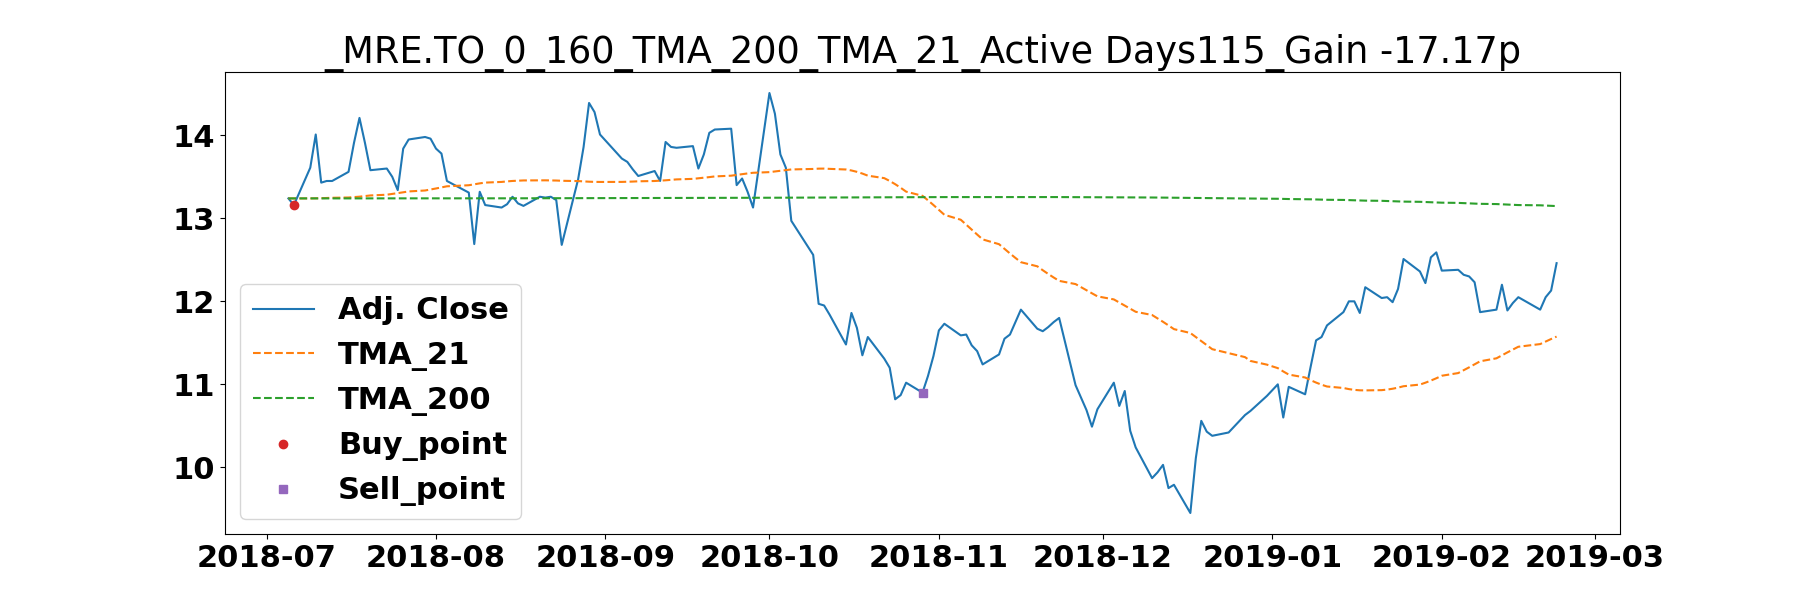 _MRE.TO_0_160_TMA_200_TMA_21_Active Days115_Gain -17.17p
14
13
12
11
10
Adj. Close
TMA_21
TMA_200
Buy_point
Sell_point
2018-07 2018-08 2018-09 2018-10 2018-11 2018-12 2019-01 2019-02 2019-03